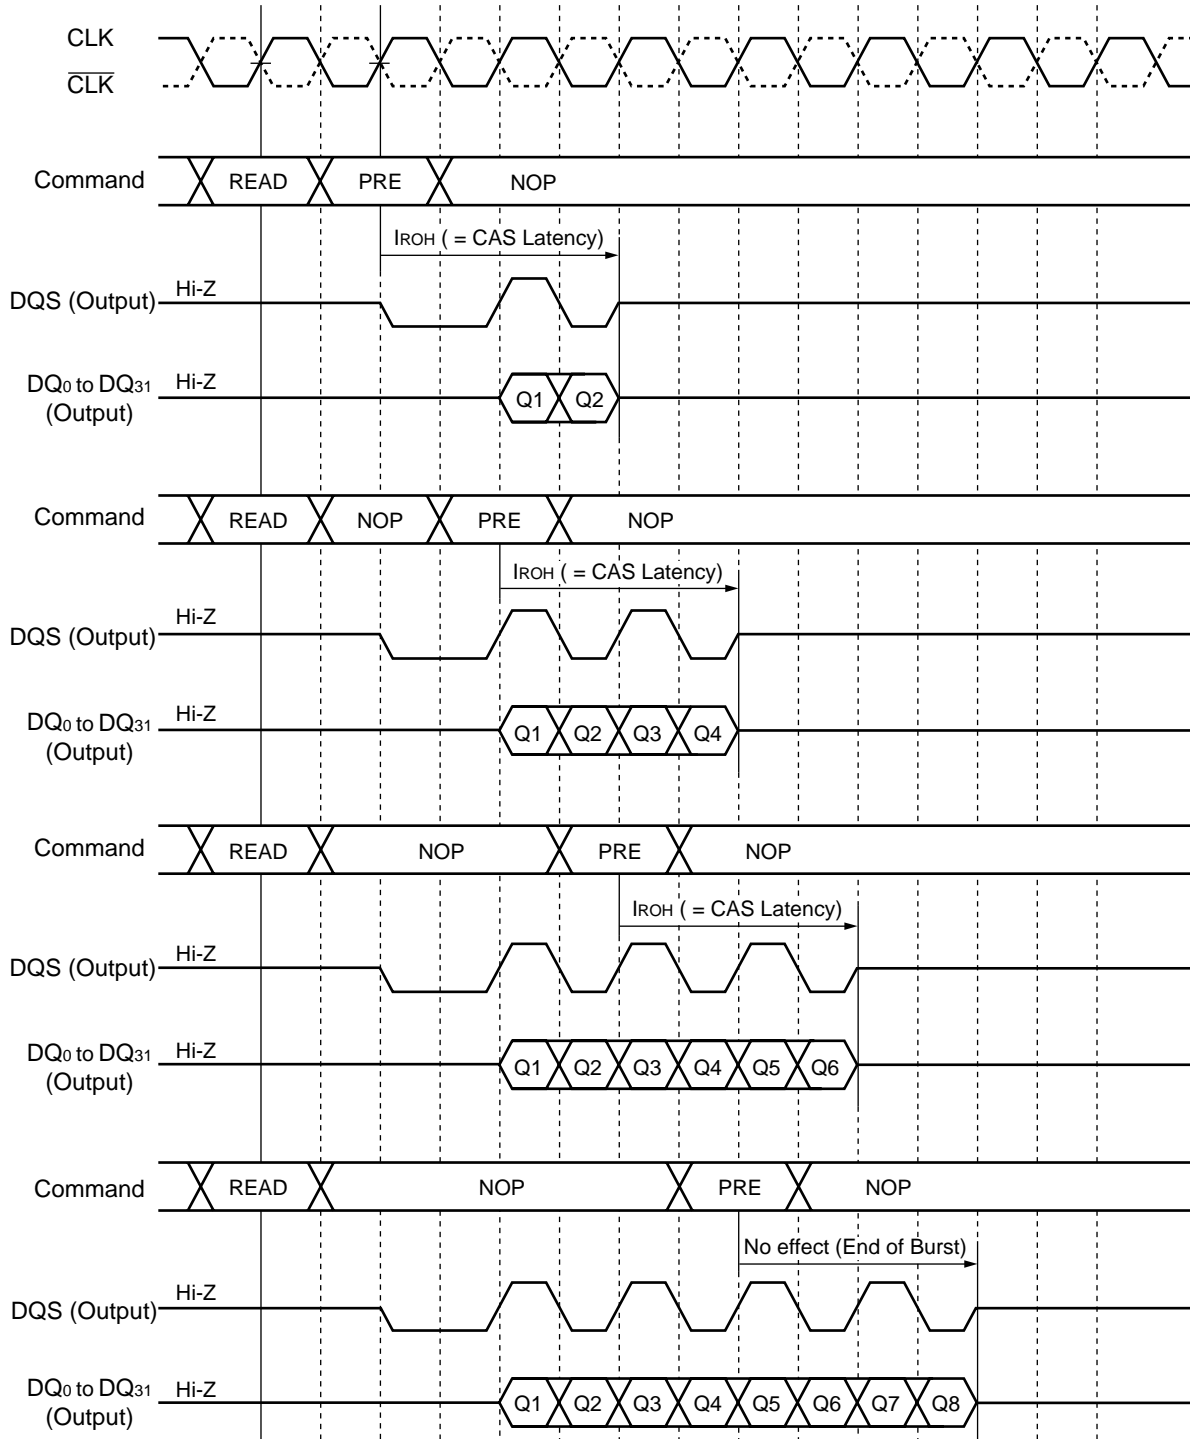 CLK
CLK
Command READ PRE NOP
IROH ( = CAS Latency)
DQS (Output) Hi-Z
DQ0 to DQ31 Hi-Z
(Output)
Q1 Q2
Command READ NOP PRE NOP
IROH ( = CAS Latency)
DQS (Output) Hi-Z
DQ0 to DQ31 Hi-Z
(Output)
Q1 Q2 Q3 Q4
Command READ NOP PRE NOP
IROH ( = CAS Latency)
DQS (Output) Hi-Z
DQ0 to DQ31 Hi-Z
(Output)
Q1 Q2 Q3 Q4 Q5 Q6
Command READ NOP PRE NOP
No effect (End of Burst)
DQS (Output) Hi-Z
DQ0 to DQ31 Hi-Z
(Output)
Q1 Q2 Q3 Q4 Q5 Q6 Q7 Q8